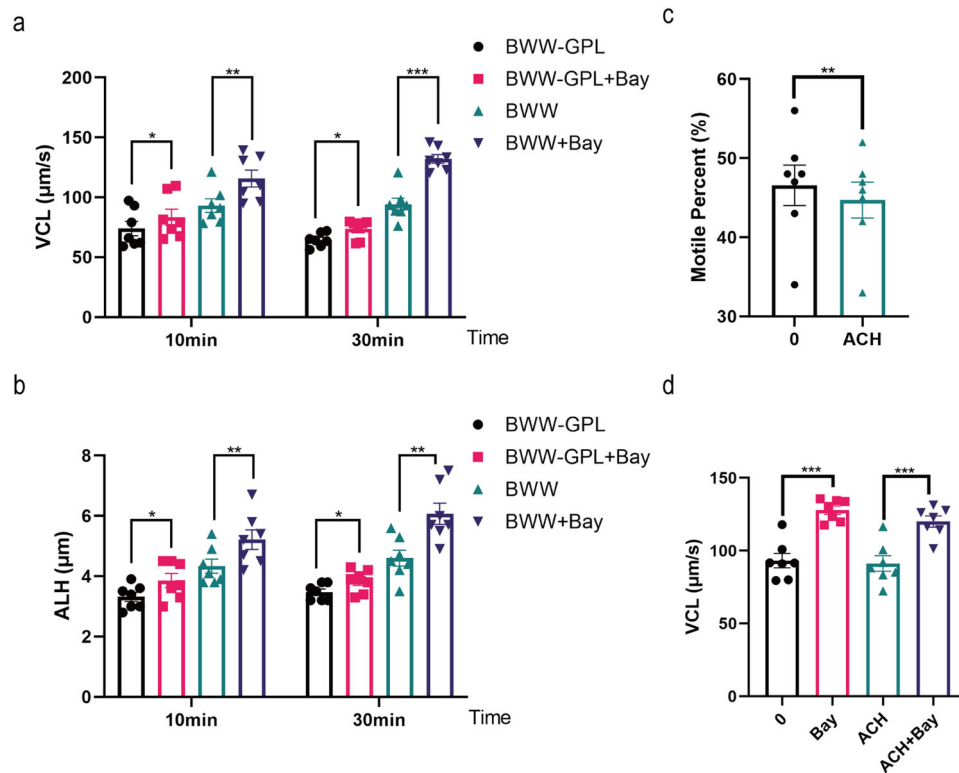 a
BWW-GPL
BWW-GPL+Bay
BWW
BWW+Bay
VCL (μm/s)
200
150
100
50
0
*
**
*
***
10min
30min
Time
b
BWW-GPL
BWW-GPL+Bay
BWW
BWW+Bay
ALH (μm)
8
6
4
2
0
*
**
*
**
10min
30min
Time
c
Motile Percent (%)
60
50
40
30
**
0
ACH
d
VCL (μm/s)
150
100
50
0
***
***
0
Bay
ACH
ACH+Bay